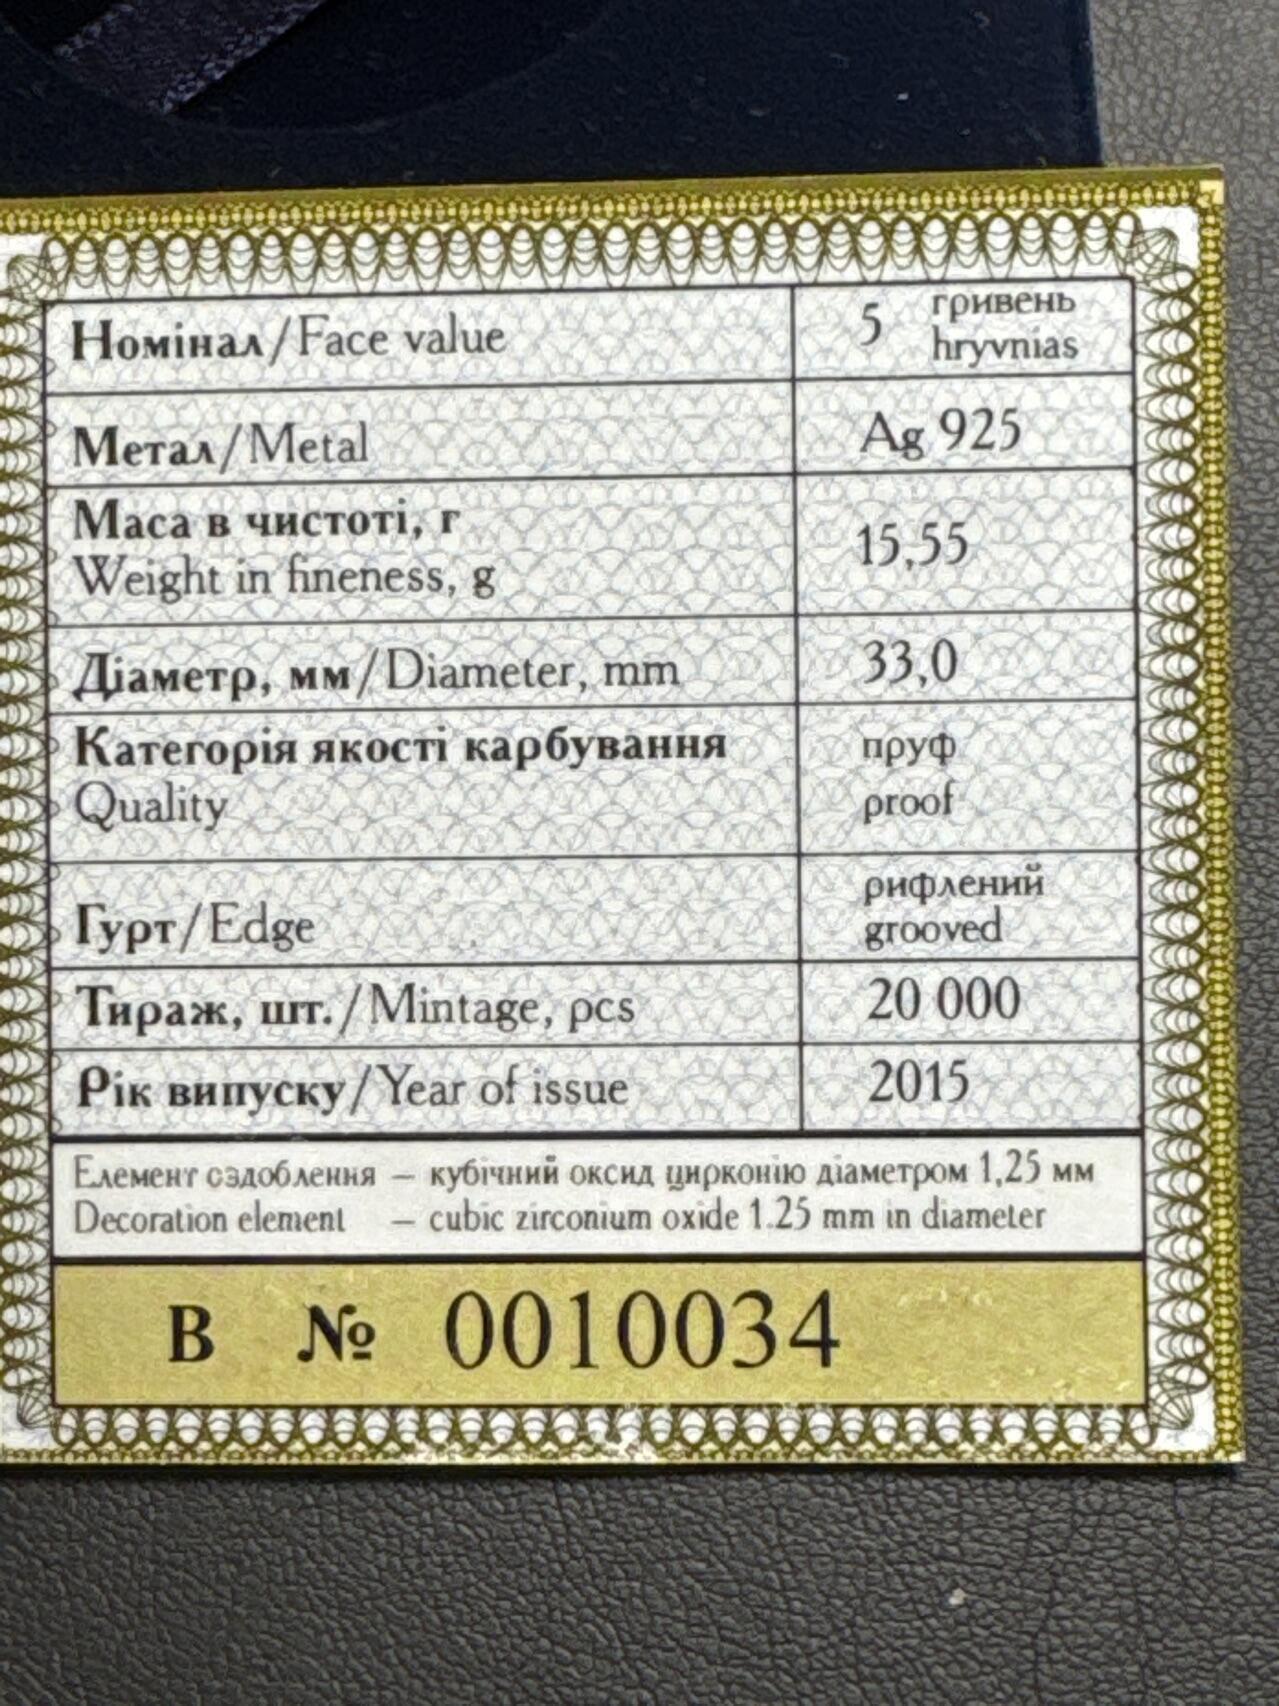 Номінал/Face value 5 гривень
hryvnias
Метал/Metal Ag 925
Маса в чистоті, г
Weight in fineness, g 15,55
Діаметр, мм/Diameter, mm 33,0
Категорія якості карбування пруф
Quality proof
Гурт/Edge рифлений
grooved
Тираж, шт./Mintage, pcs 20 000
Рік випуску/Year of issue 2015
Елемент оздоблення – кубічний оксид цирконію діаметром 1,25 мм
Decoration element – cubic zirconium oxide 1.25 mm in diameter
В № 0010034